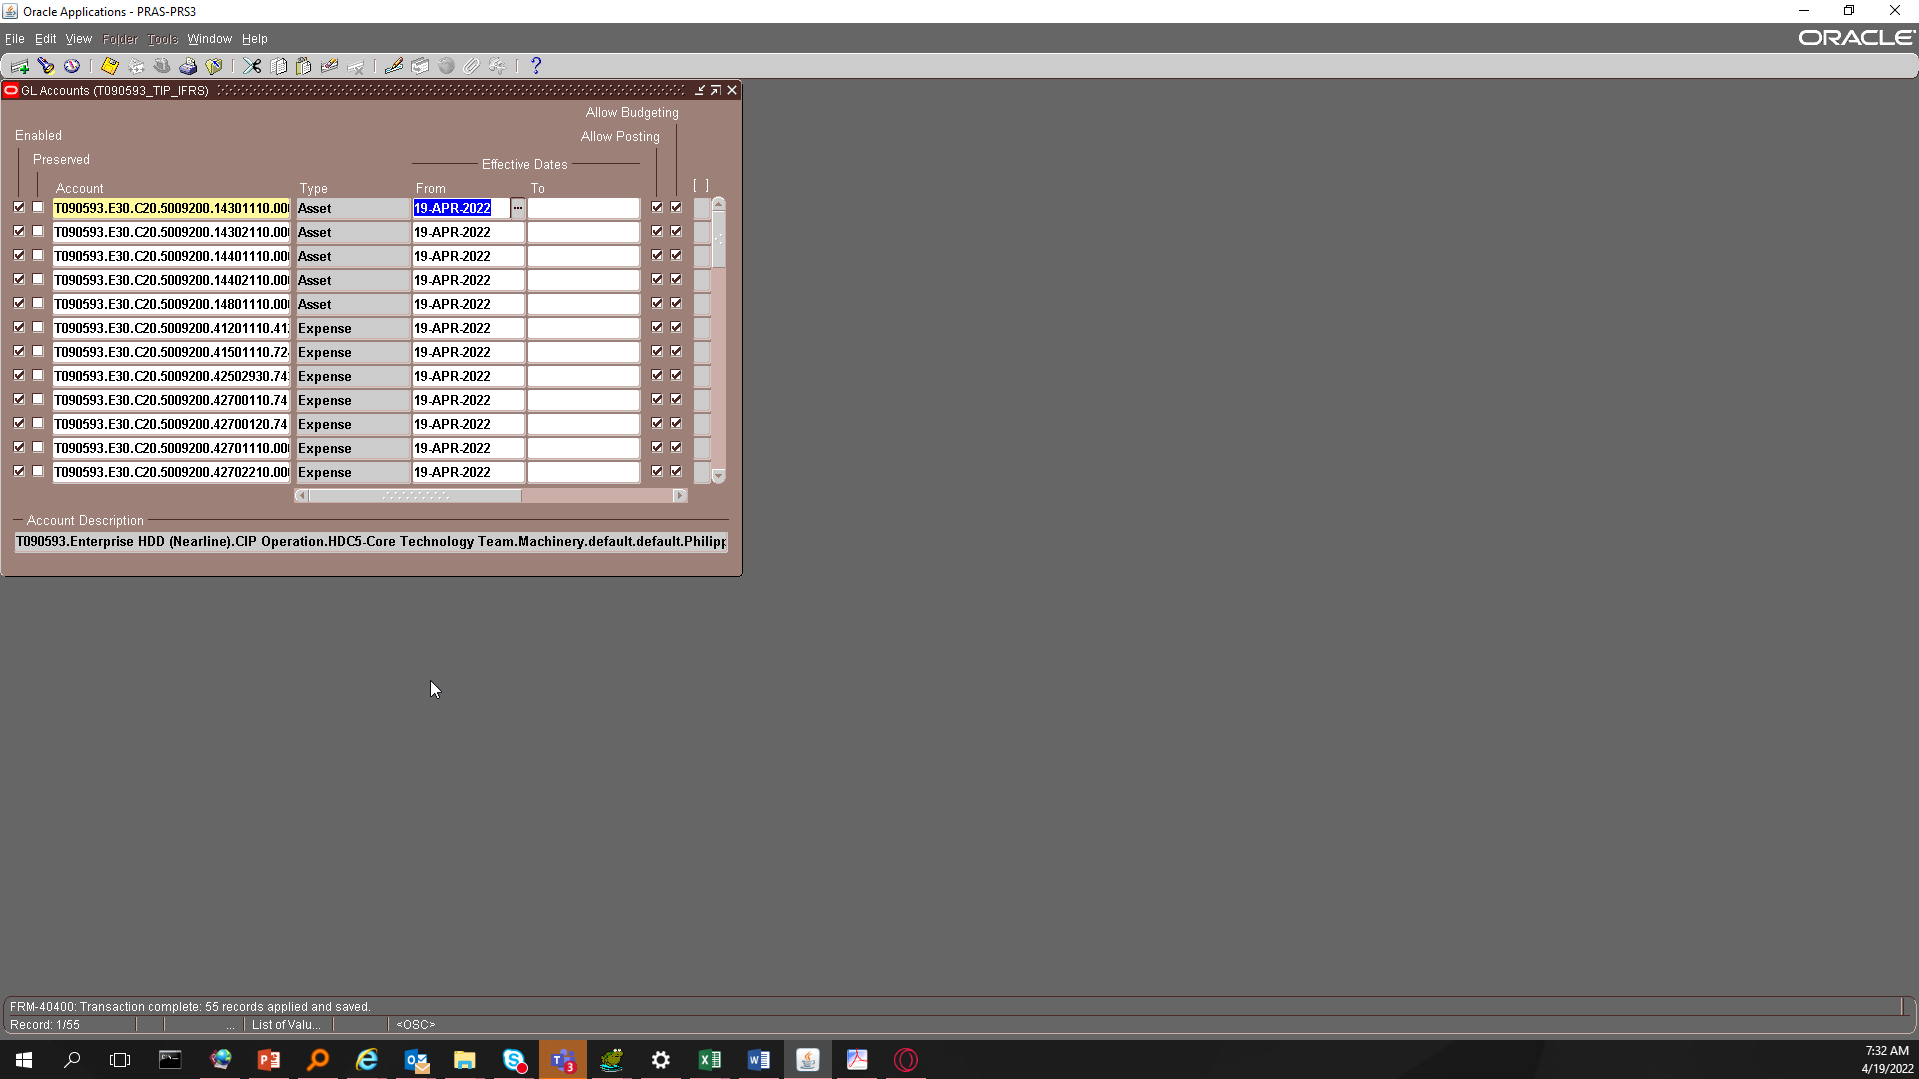 Oracle Applications - PRAS-PRS3
File Edit View Folder Tools Window Help
ORACLE
GL Accounts (T090593_TIP_IFRS)
Allow Budgeting
Enabled
Allow Posting
Preserved
Effective Dates
Account Type From To [ ]
T090593.E30.C20.5009200.14301110.00 Asset 19-APR-2022 ...
T090593.E30.C20.5009200.14302110.00 Asset 19-APR-2022
T090593.E30.C20.5009200.14401110.00 Asset 19-APR-2022
T090593.E30.C20.5009200.14402110.00 Asset 19-APR-2022
T090593.E30.C20.5009200.14801110.00 Asset 19-APR-2022
T090593.E30.C20.5009200.41201110.41 Expense 19-APR-2022
T090593.E30.C20.5009200.41501110.72 Expense 19-APR-2022
T090593.E30.C20.5009200.42502930.74 Expense 19-APR-2022
T090593.E30.C20.5009200.42700110.74 Expense 19-APR-2022
T090593.E30.C20.5009200.42700120.74 Expense 19-APR-2022
T090593.E30.C20.5009200.42701110.00 Expense 19-APR-2022
T090593.E30.C20.5009200.42702210.00 Expense 19-APR-2022
Account Description
T090593.Enterprise HDD (Nearline).CIP Operation.HDC5-Core Technology Team.Machinery.default.default.Philipp
FRM-40400: Transaction complete: 55 records applied and saved.
Record: 1/55 ... List of Valu... <OSC>
7:32 AM
4/19/2022